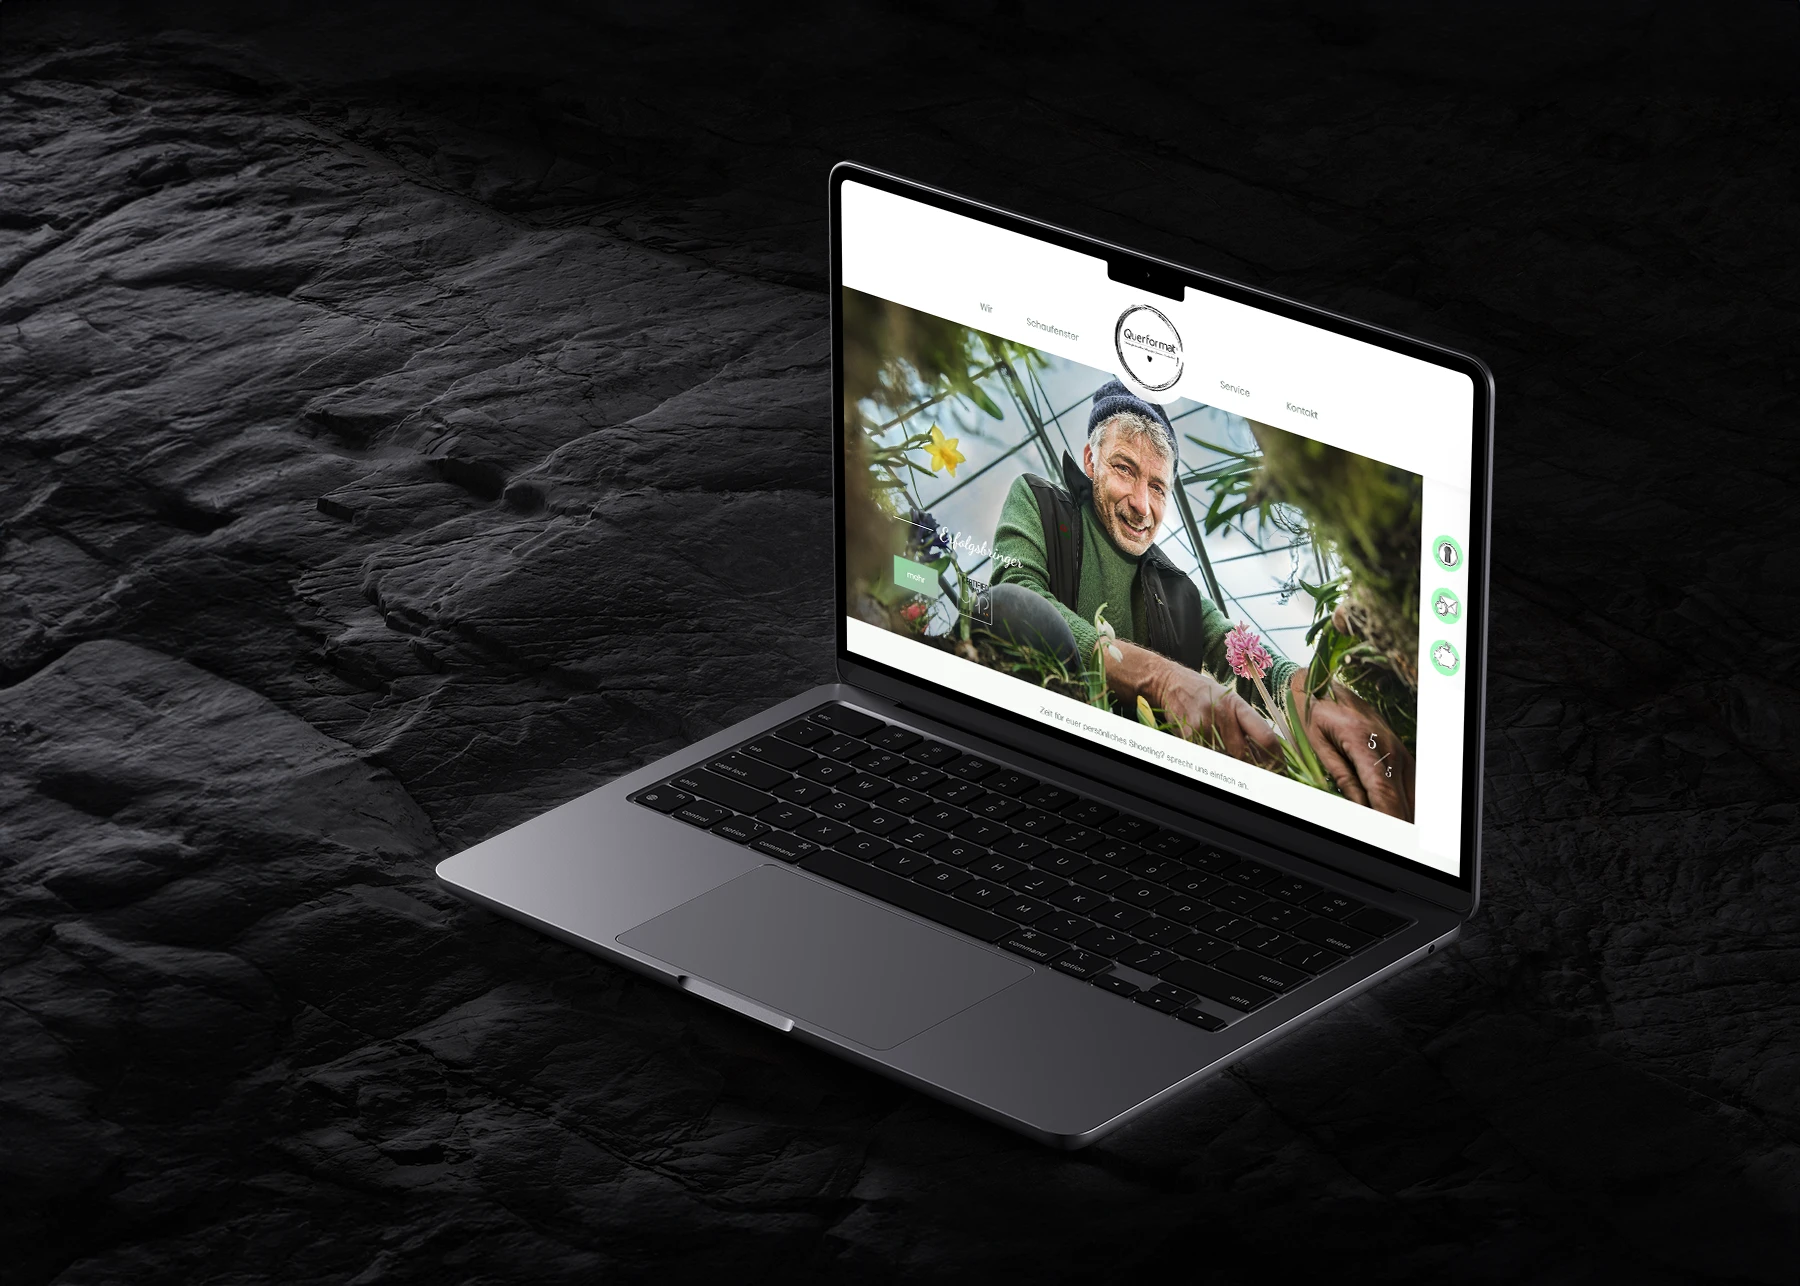 Wir
Schaufenster
Querformat
Service
Kontakt
Erfolgsbringer
mehr
5
/
5
Zeit für euer persönliches Shooting? sprecht uns einfach an.
esc
tab
Q W E R T Y U I O P
caps lock
A S D F G H J K L
delete
return
shift
Z X C V B N M
shift
fn
control
option
command
command
option